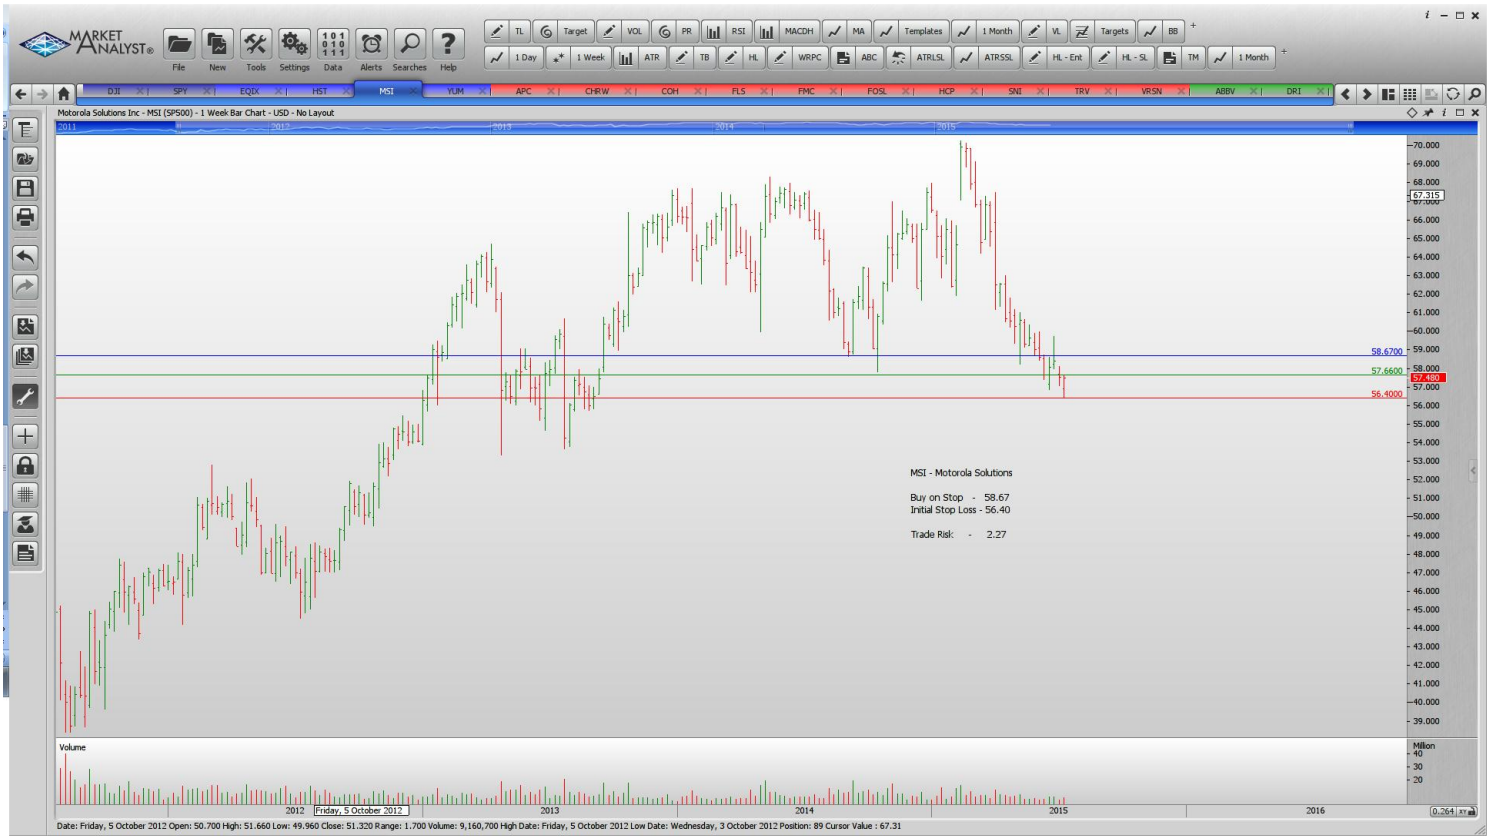 MARKET
ANALYST®
File New Tools Settings Data Alerts Searches Help
TL Target VOL PR RSI MACDH MA Templates 1 Month VL Targets BB +
1 Day 1 Week ATR TB HL WRPC ABC ATRLSL ATRSSL HL - Ent HL - SL TM 1 Month +
DJI SPY EQIX HST MSI YUM APC CHRW COH FLS FMC FOSL HCP SNI TRV VRSN ABBV DRI
Motorola Solutions Inc - MSI (SP500) - 1 Week Bar Chart - USD - No Layout
2011 2012 2013 2014 2015
70.000
69.000
68.000
67.315
67.000
66.000
65.000
64.000
63.000
62.000
61.000
60.000
59.000
58.6700
58.000
57.6600
57.480
57.000
56.4000
56.000
55.000
54.000
53.000
52.000
51.000
50.000
49.000
48.000
47.000
46.000
45.000
44.000
43.000
42.000
41.000
40.000
39.000
MSI - Motorola Solutions
Buy on Stop - 58.67
Initial Stop Loss - 56.40
Trade Risk - 2.27
Volume
Million
40
30
20
2012 Friday, 5 October 2012 2013 2014 2015 2016 0.264 XY
Date: Friday, 5 October 2012 Open: 50.700 High: 51.660 Low: 49.960 Close: 51.320 Range: 1.700 Volume: 9,160,700 High Date: Friday, 5 October 2012 Low Date: Wednesday, 3 October 2012 Position: 89 Cursor Value : 67.31